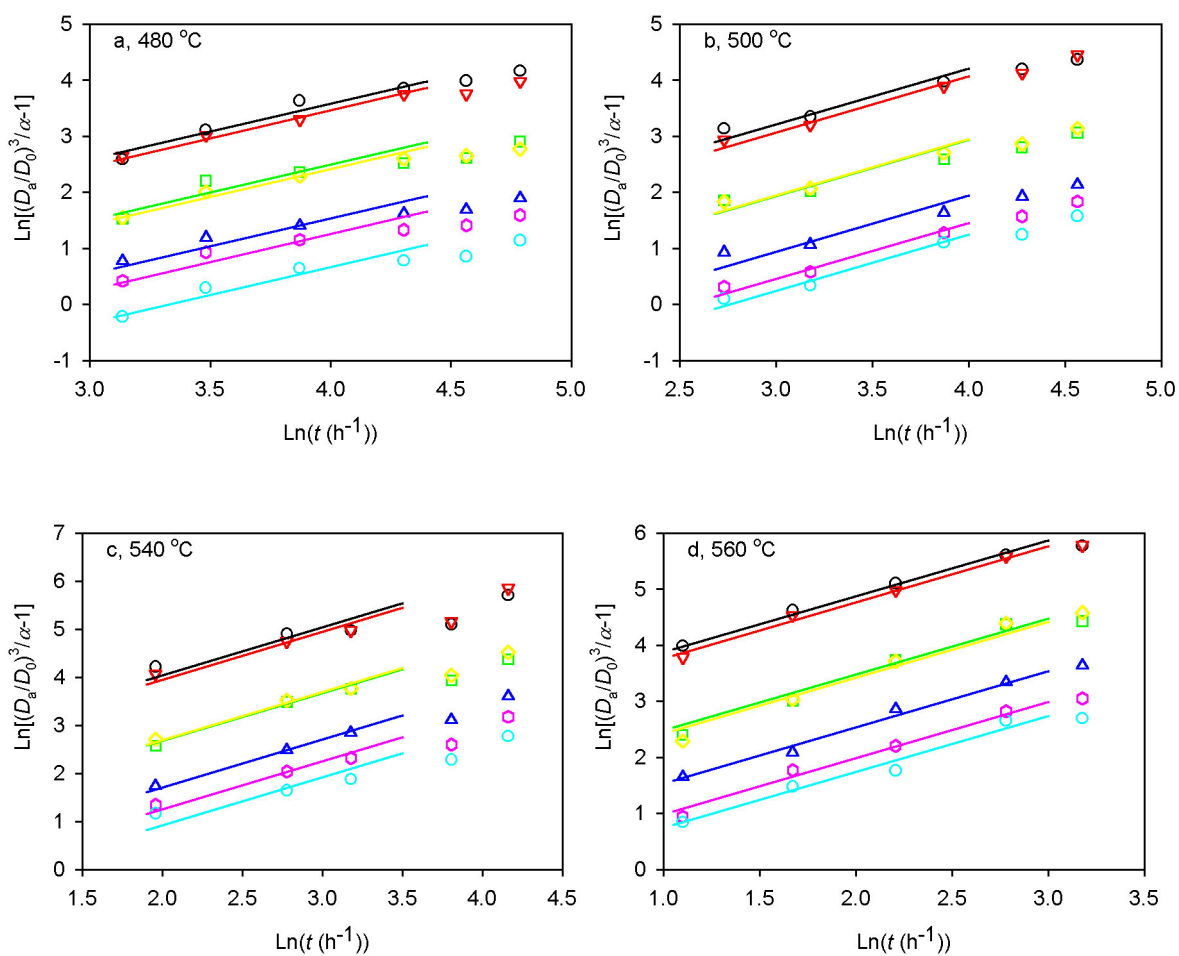 a, 480 °C
Ln[(Dₐ/D₀)³/α-1]
5
4
3
2
1
0
-1
3.0 3.5 4.0 4.5 5.0
Ln(t (h⁻¹))
b, 500 °C
Ln[(Dₐ/D₀)³/α-1]
5
4
3
2
1
0
-1
2.5 3.0 3.5 4.0 4.5 5.0
Ln(t (h⁻¹))
c, 540 °C
Ln[(Dₐ/D₀)³/α-1]
7
6
5
4
3
2
1
0
1.5 2.0 2.5 3.0 3.5 4.0 4.5
Ln(t (h⁻¹))
d, 560 °C
Ln[(Dₐ/D₀)³/α-1]
6
5
4
3
2
1
0
1.0 1.5 2.0 2.5 3.0 3.5
Ln(t (h⁻¹))